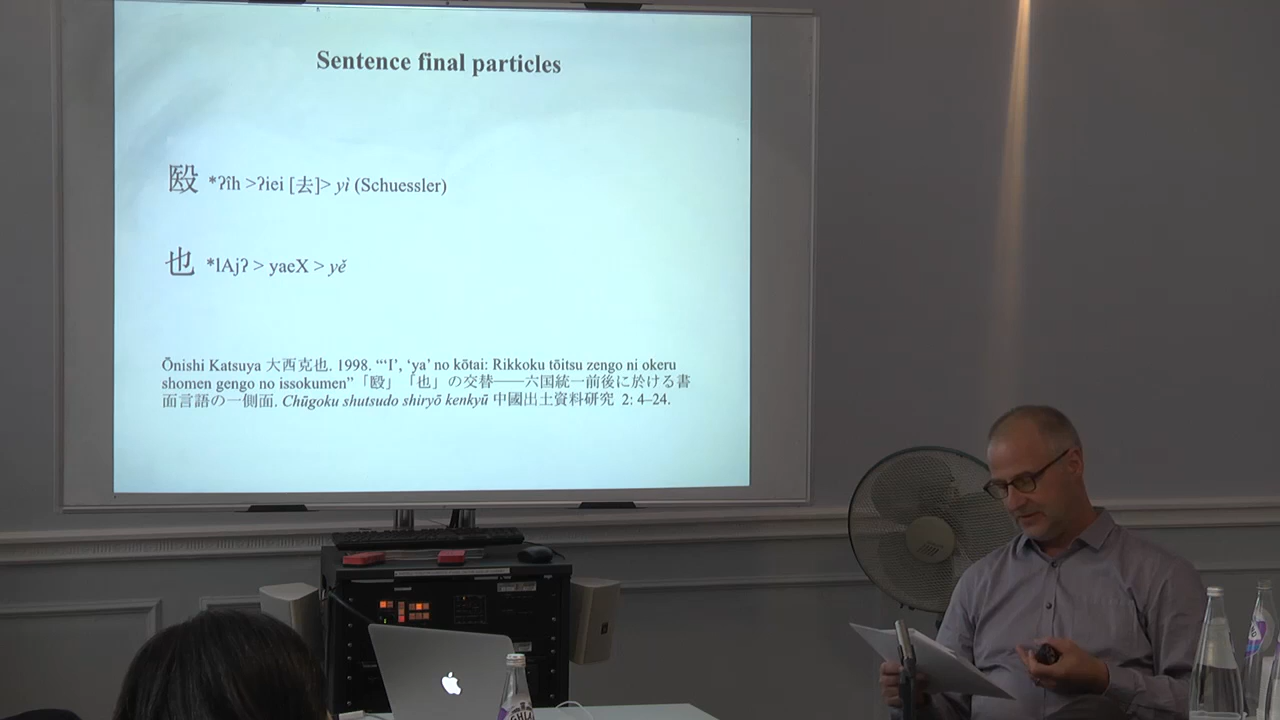 Sentence final particles
殹 *ʔîh >ʔiei [去]> yì (Schuessler)
也 *lAjʔ > yaeX > yě
Ōnishi Katsuya 大西克也. 1998. “‘I’, ‘ya’ no kōtai: Rikkoku tōitsu zengo ni okeru
shomen gengo no issokumen”「殹」「也」の交替——六国統一前後に於ける書
面言語の一側面. Chūgoku shutsudo shiryō kenkyū 中國出土資料研究 2: 4–24.